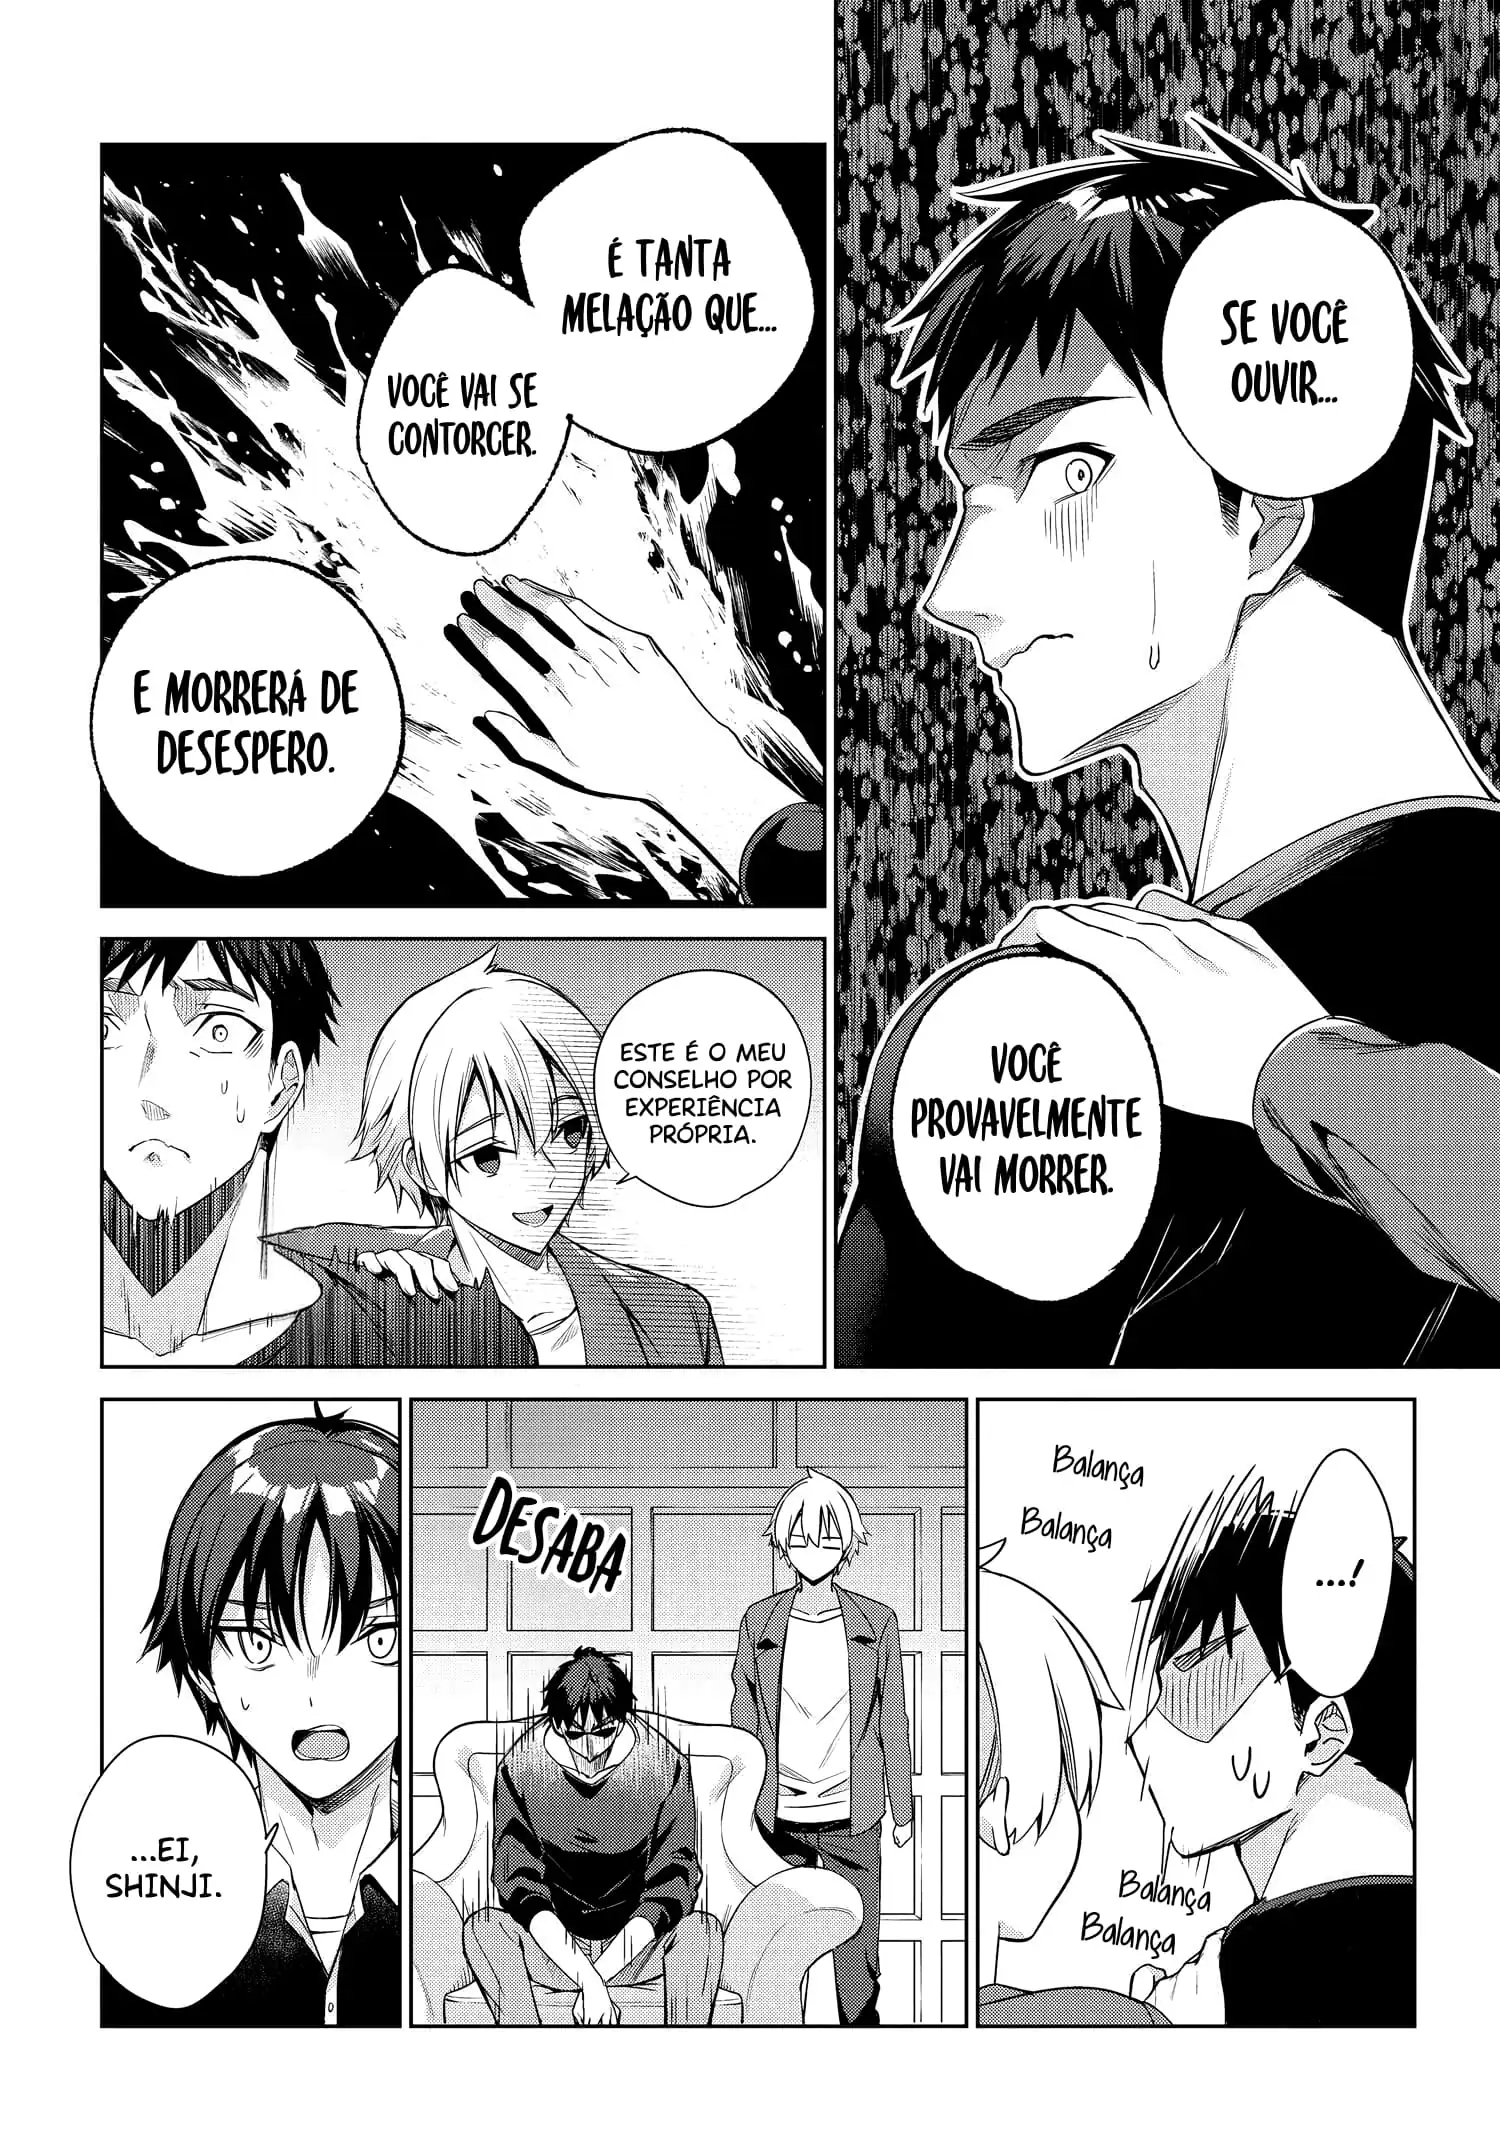 SE VOCÊ
OUVIR...
VOCÊ
PROVAVELMENTE
VAI MORRER.
É TANTA
MELAÇÃO QUE...
VOCÊ VAI SE
CONTORCER.
E MORRERÁ DE
DESESPERO.
ESTE É O MEU
CONSELHO POR
EXPERIÊNCIA
PRÓPRIA.
....!
Balança
Balança
Balança
Balança
DESABA
...EI,
SHINJI.